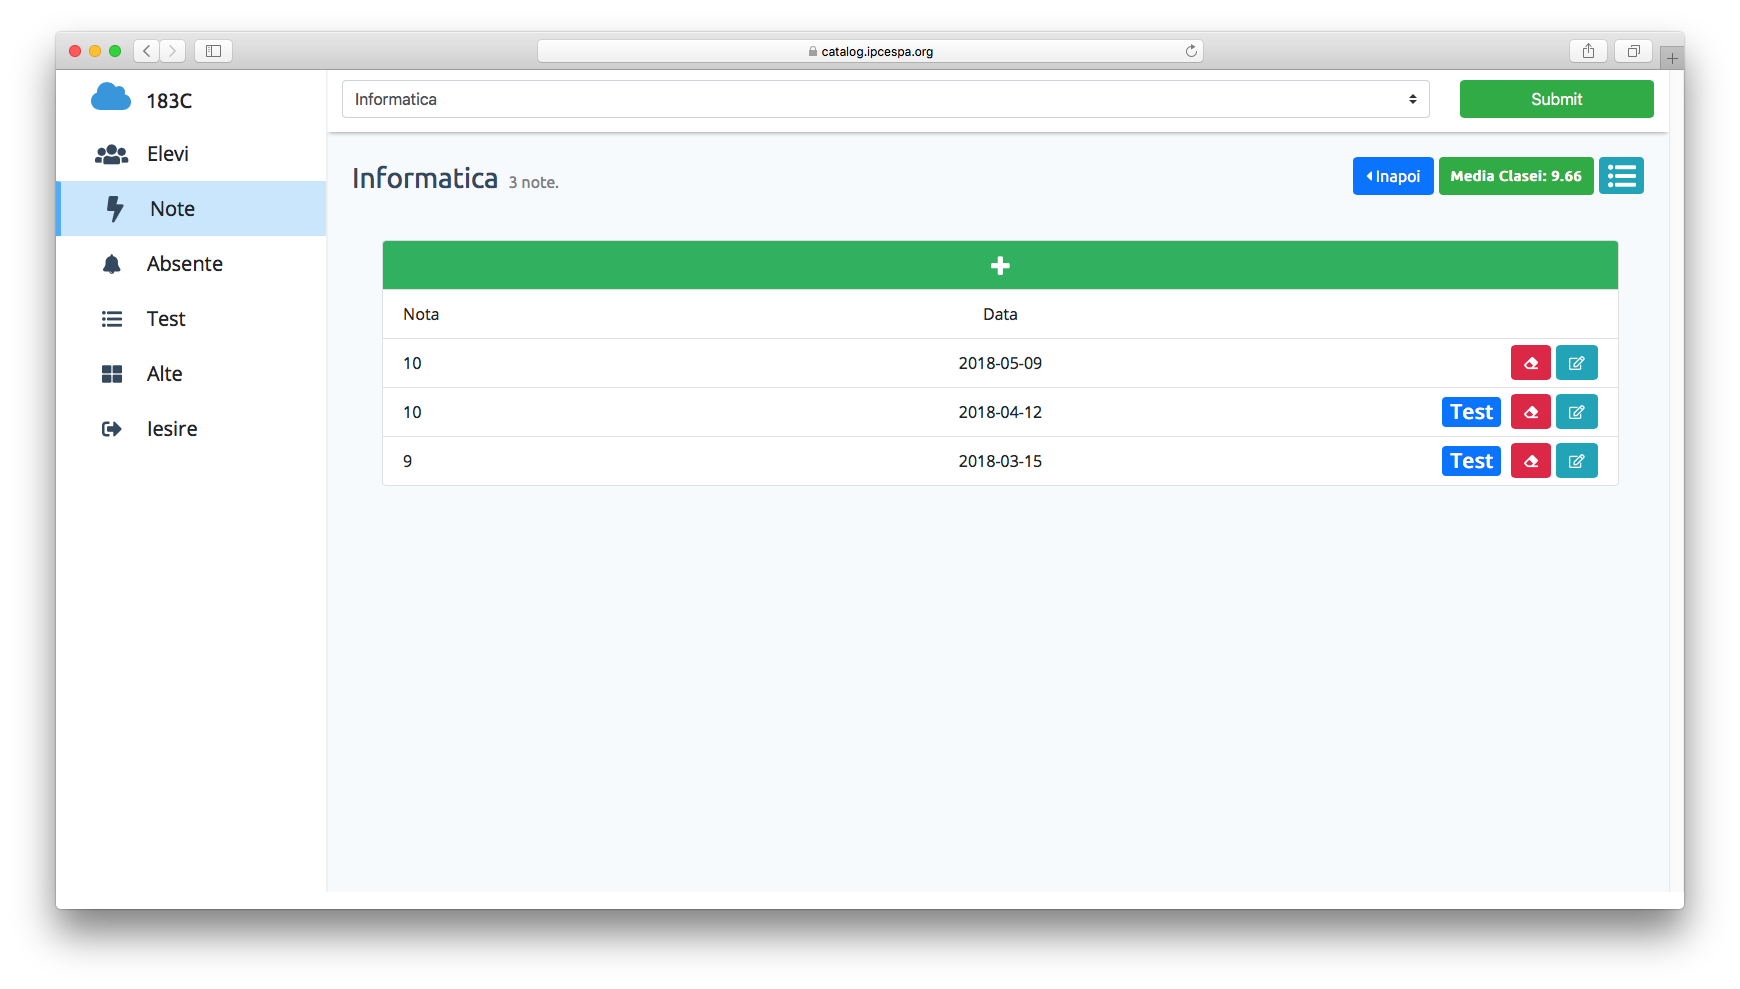 catalog.ipcespa.org
183C
Elevi
Note
Absente
Test
Alte
Iesire
Informatica
Submit
Informatica 3 note.
Inapoi
Media Clasei: 9.66
Nota Data
10 2018-05-09
10 2018-04-12 Test
9 2018-03-15 Test